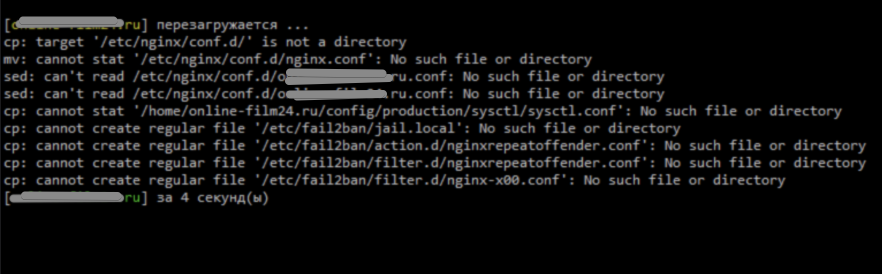 [ru] перезагружается ...
cp: target '/etc/nginx/conf.d/' is not a directory
mv: cannot stat '/etc/nginx/conf.d/nginx.conf': No such file or directory
sed: can't read /etc/nginx/conf.d/o.ru.conf: No such file or directory
sed: can't read /etc/nginx/conf.d/o.ru.conf: No such file or directory
cp: cannot stat '/home/online-film24.ru/config/production/sysctl/sysctl.conf': No such file or directory
cp: cannot create regular file '/etc/fail2ban/jail.local': No such file or directory
cp: cannot create regular file '/etc/fail2ban/action.d/nginxrepeatoffender.conf': No such file or directory
cp: cannot create regular file '/etc/fail2ban/filter.d/nginxrepeatoffender.conf': No such file or directory
cp: cannot create regular file '/etc/fail2ban/filter.d/nginx-x00.conf': No such file or directory
[ru] за 4 секунд(ы)